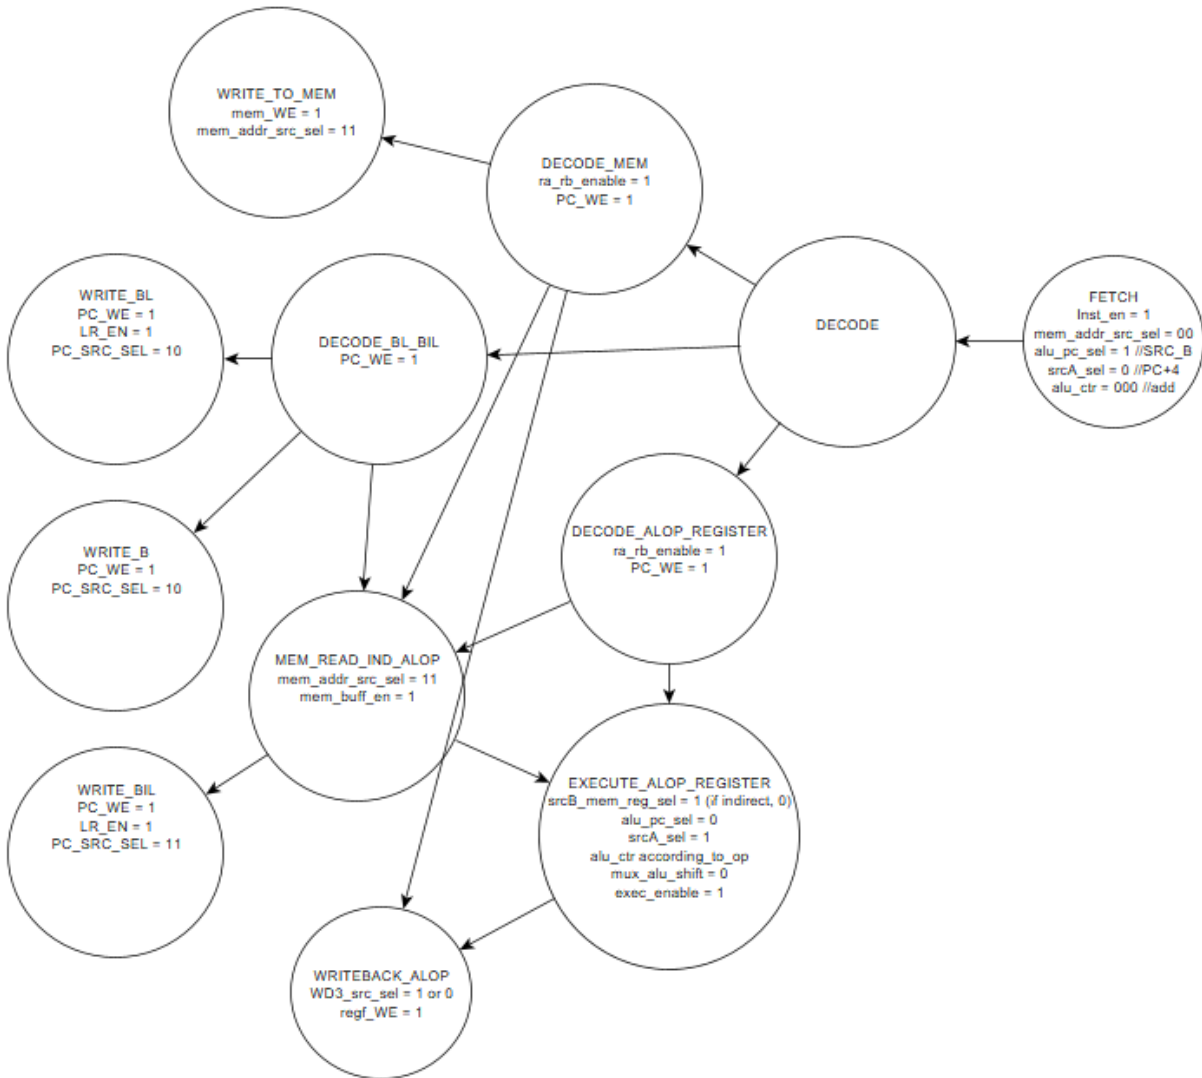 WRITE_TO_MEM
mem_WE = 1
mem_addr_src_sel = 11
DECODE_MEM
ra_rb_enable = 1
PC_WE = 1
WRITE_BL
PC_WE = 1
LR_EN = 1
PC_SRC_SEL = 10
DECODE_BL_BIL
PC_WE = 1
DECODE
FETCH
Inst_en = 1
mem_addr_src_sel = 00
alu_pc_sel = 1 //SRC_B
srcA_sel = 0 //PC+4
alu_ctr = 000 //add
WRITE_B
PC_WE = 1
PC_SRC_SEL = 10
DECODE_ALOP_REGISTER
ra_rb_enable = 1
PC_WE = 1
MEM_READ_IND_ALOP
mem_addr_src_sel = 11
mem_buff_en = 1
WRITE_BIL
PC_WE = 1
LR_EN = 1
PC_SRC_SEL = 11
EXECUTE_ALOP_REGISTER
srcB_mem_reg_sel = 1 (if indirect, 0)
alu_pc_sel = 0
srcA_sel = 1
alu_ctr according_to_op
mux_alu_shift = 0
exec_enable = 1
WRITEBACK_ALOP
WD3_src_sel = 1 or 0
regf_WE = 1